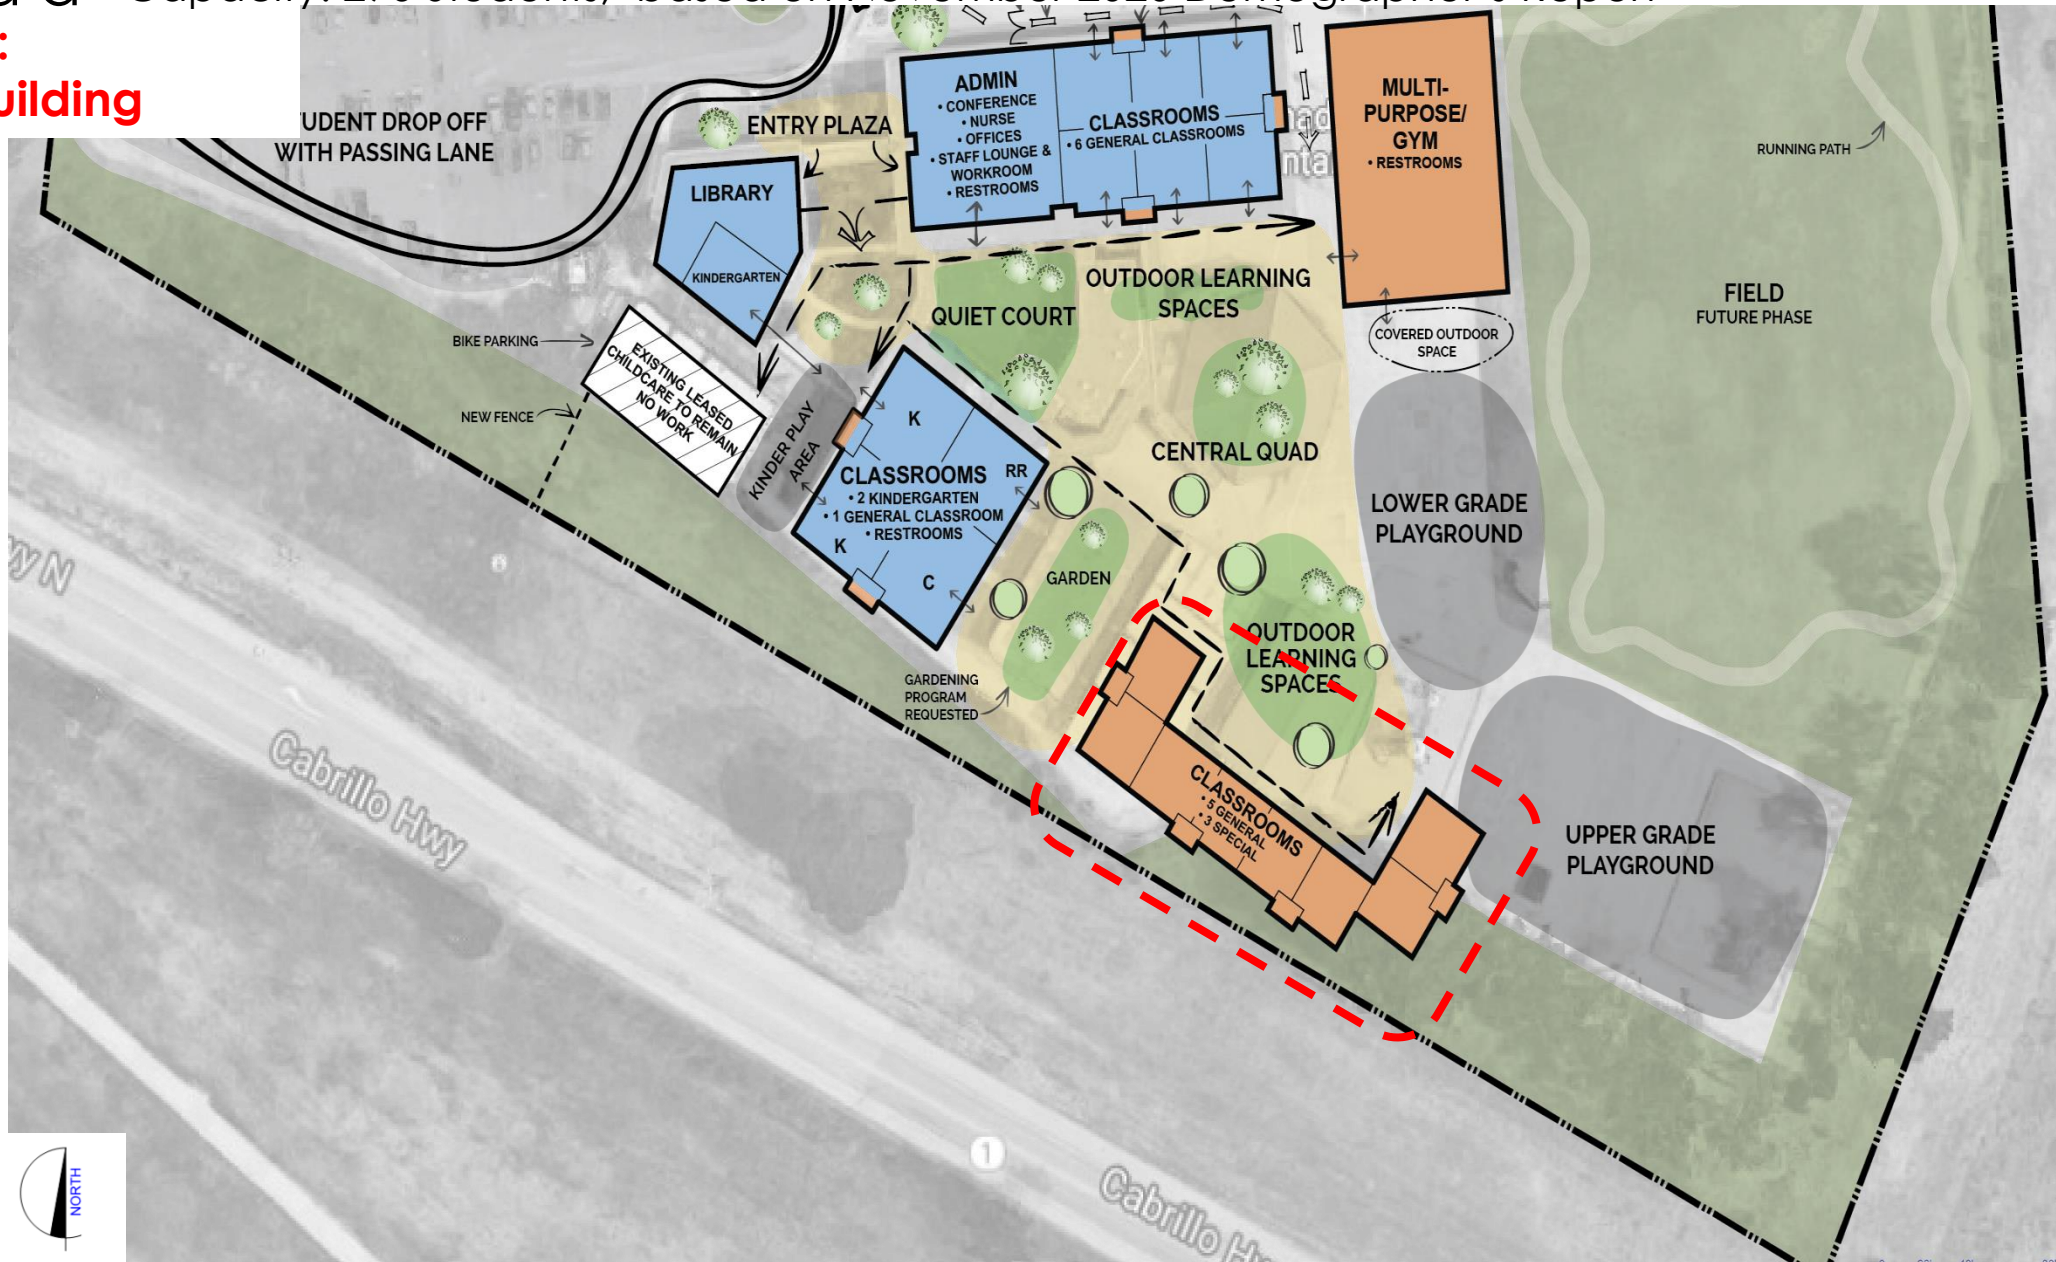 :
uilding
UDENT DROP OFF
WITH PASSING LANE
ENTRY PLAZA
ADMIN
• CONFERENCE
• NURSE
• OFFICES
• STAFF LOUNGE &
WORKROOM
• RESTROOMS
CLASSROOMS
• 6 GENERAL CLASSROOMS
MULTI-
PURPOSE/
GYM
• RESTROOMS
RUNNING PATH
LIBRARY
KINDERGARTEN
QUIET COURT
OUTDOOR LEARNING
SPACES
COVERED OUTDOOR
SPACE
FIELD
FUTURE PHASE
BIKE PARKING
EXISTING LEASED
CHILDCARE TO REMAIN
NO WORK
NEW FENCE
KINDER PLAY
AREA
K
CLASSROOMS
RR
• 2 KINDERGARTEN
• 1 GENERAL CLASSROOM
• RESTROOMS
K
C
CENTRAL QUAD
LOWER GRADE
PLAYGROUND
GARDEN
GARDENING
PROGRAM
REQUESTED
OUTDOOR
LEARNING
SPACES
CLASSROOMS
• 5 GENERAL
• 3 SPECIAL
UPPER GRADE
PLAYGROUND
wy N
Cabrillo Hwy
1
Cabrillo H
NORTH